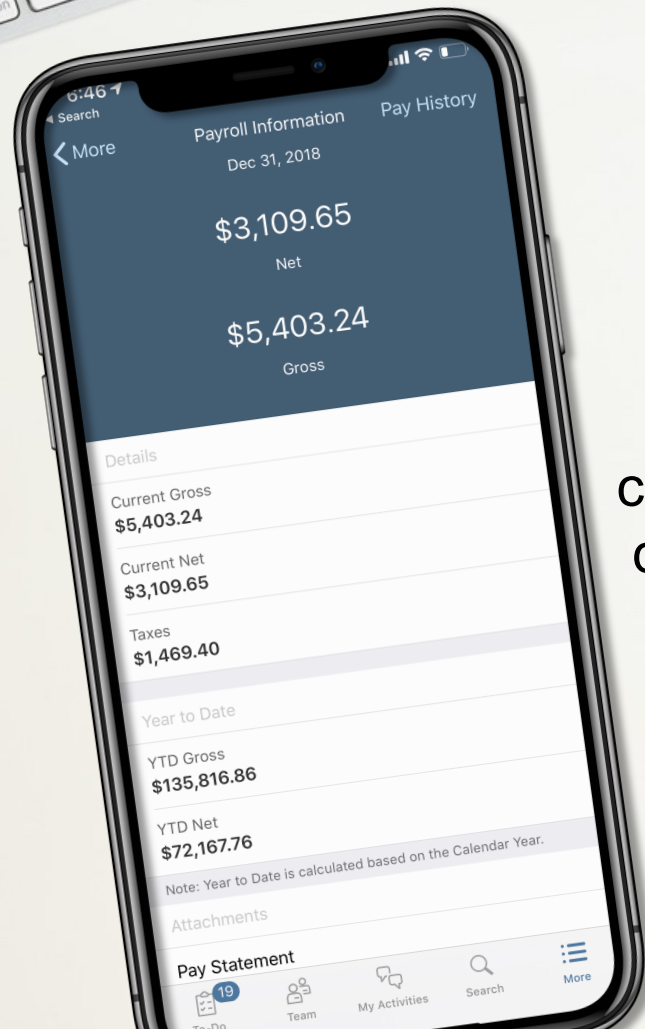 on
6:46
Search
More
Payroll Information
Pay History
Dec 31, 2018
$3,109.65
Net
$5,403.24
Gross
Details
Current Gross
$5,403.24
Current Net
$3,109.65
Taxes
$1,469.40
Year to Date
YTD Gross
$135,816.86
YTD Net
$72,167.76
Note: Year to Date is calculated based on the Calendar Year.
Attachments
Pay Statement
19
To-Do
Team
My Activities
Search
More